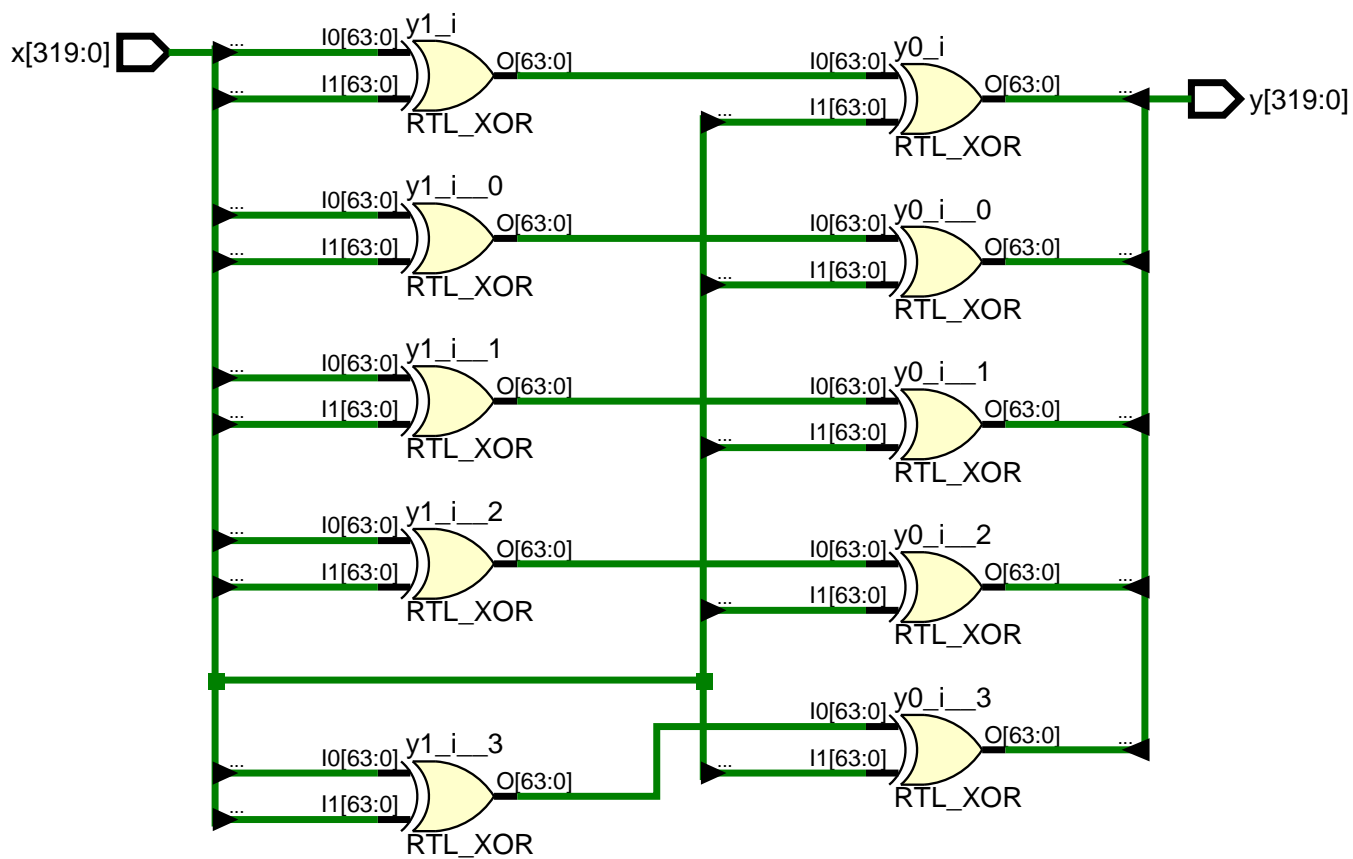 x[319:0]
... I0[63:0] y1_i
... I1[63:0] O[63:0]
RTL_XOR
I0[63:0] y0_i
... I1[63:0] O[63:0] ...
RTL_XOR
y[319:0]
... I0[63:0] y1_i__0
... I1[63:0] O[63:0]
RTL_XOR
I0[63:0] y0_i__0
... I1[63:0] O[63:0] ...
RTL_XOR
... I0[63:0] y1_i__1
... I1[63:0] O[63:0]
RTL_XOR
I0[63:0] y0_i__1
... I1[63:0] O[63:0] ...
RTL_XOR
... I0[63:0] y1_i__2
... I1[63:0] O[63:0]
RTL_XOR
I0[63:0] y0_i__2
... I1[63:0] O[63:0] ...
RTL_XOR
... I0[63:0] y1_i__3
... I1[63:0] O[63:0]
RTL_XOR
I0[63:0] y0_i__3
... I1[63:0] O[63:0] ...
RTL_XOR